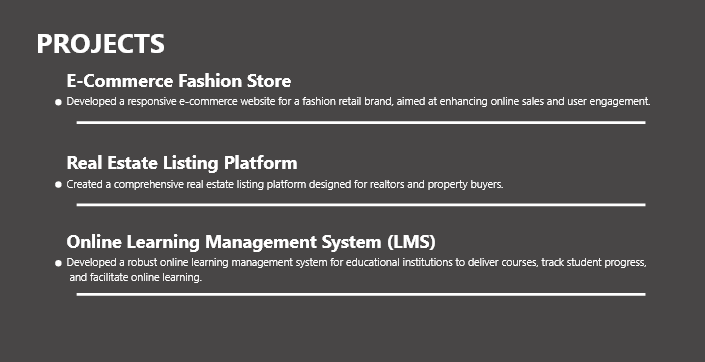 PROJECTS
E-Commerce Fashion Store
● Developed a responsive e-commerce website for a fashion retail brand, aimed at enhancing online sales and user engagement.
Real Estate Listing Platform
● Created a comprehensive real estate listing platform designed for realtors and property buyers.
Online Learning Management System (LMS)
● Developed a robust online learning management system for educational institutions to deliver courses, track student progress,
and facilitate online learning.